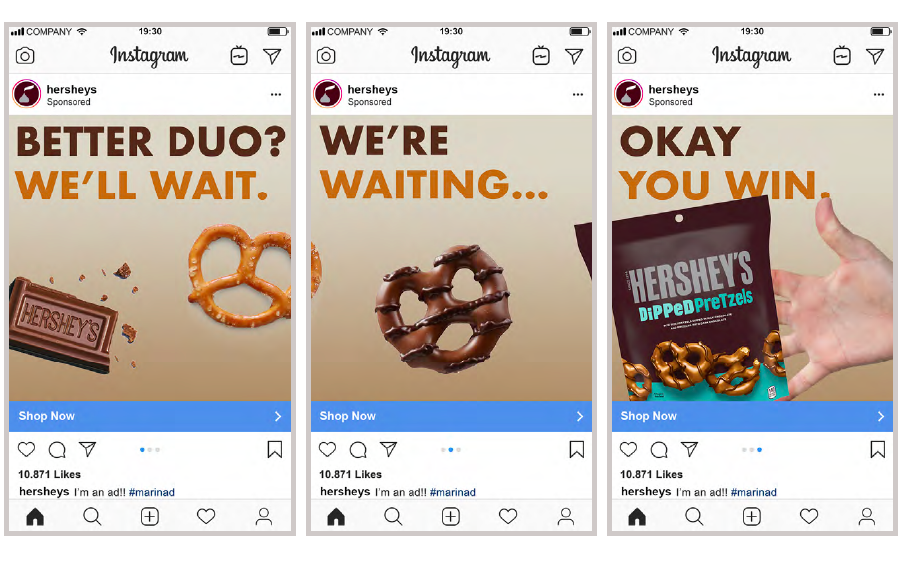 COMPANY 19:30
Instagram
hersheys
Sponsored
BETTER DUO?
WE'LL WAIT.
HERSHEY'S
Shop Now
10.871 Likes
hersheys I'm an ad!! #marinad
COMPANY 19:30
Instagram
hersheys
Sponsored
WE'RE
WAITING...
Shop Now
10.871 Likes
hersheys I'm an ad!! #marinad
COMPANY 19:30
Instagram
hersheys
Sponsored
OKAY
YOU WIN.
HERSHEY'S
DiPPeD PreTzels
Shop Now
10.871 Likes
hersheys I'm an ad!! #marinad